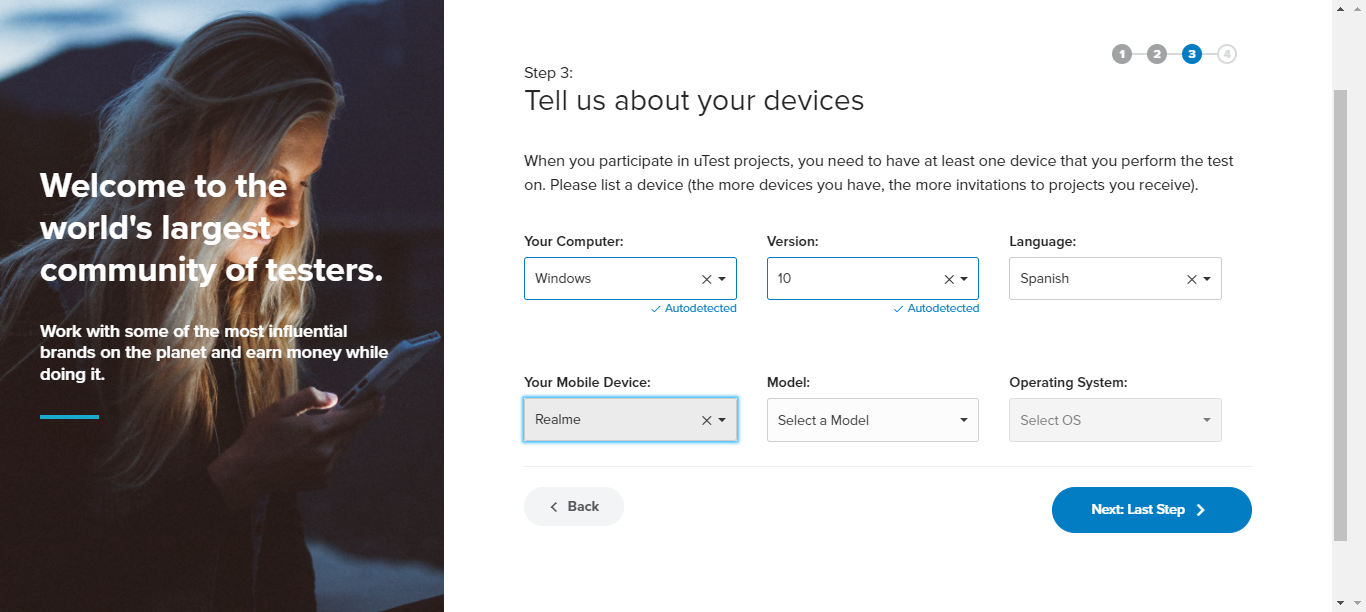 Welcome to the
world's largest
community of testers.
Work with some of the most influential
brands on the planet and earn money while
doing it.
1 2 3 4
Step 3:
Tell us about your devices
When you participate in uTest projects, you need to have at least one device that you perform the test
on. Please list a device (the more devices you have, the more invitations to projects you receive).
Your Computer: Version: Language:
Windows 10 Spanish
Autodetected Autodetected
Your Mobile Device: Model: Operating System:
Realme Select a Model Select OS
Back Next: Last Step